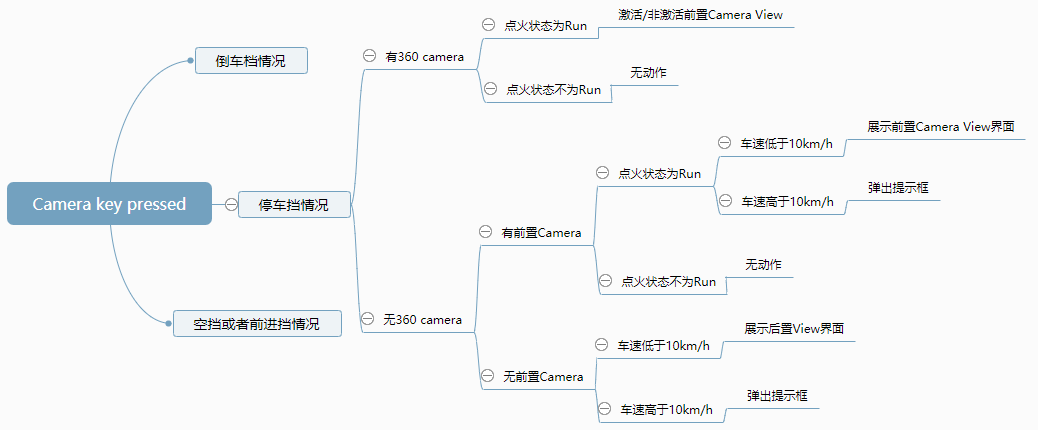 Camera key pressed
倒车档情况
停车挡情况
有360 camera
点火状态为Run
激活/非激活前置Camera View
点火状态不为Run
无动作
无360 camera
有前置Camera
点火状态为Run
车速低于10km/h
展示前置Camera View界面
车速高于10km/h
弹出提示框
点火状态不为Run
无动作
无前置Camera
车速低于10km/h
展示后置View界面
车速高于10km/h
弹出提示框
空挡或者前进挡情况